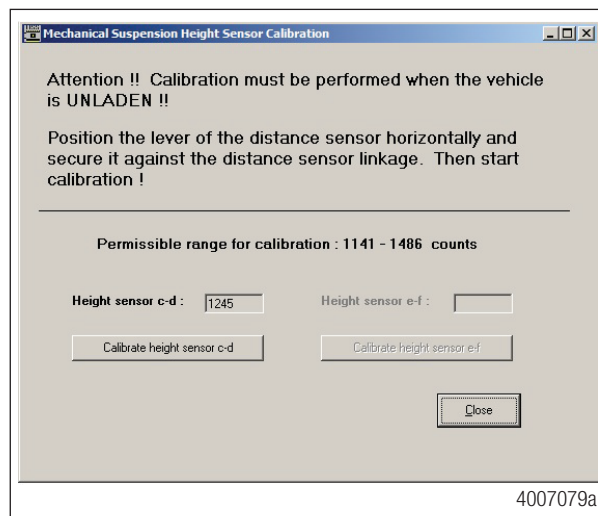 Mechanical Suspension Height Sensor Calibration
Attention !! Calibration must be performed when the vehicle
is UNLADEN !!
Position the lever of the distance sensor horizontally and
secure it against the distance sensor linkage. Then start
calibration !
Permissible range for calibration : 1141 - 1486 counts
Height sensor c-d : 1245 Height sensor e-f :
Calibrate height sensor c-d Calibrate height sensor e-f
Close
4007079a